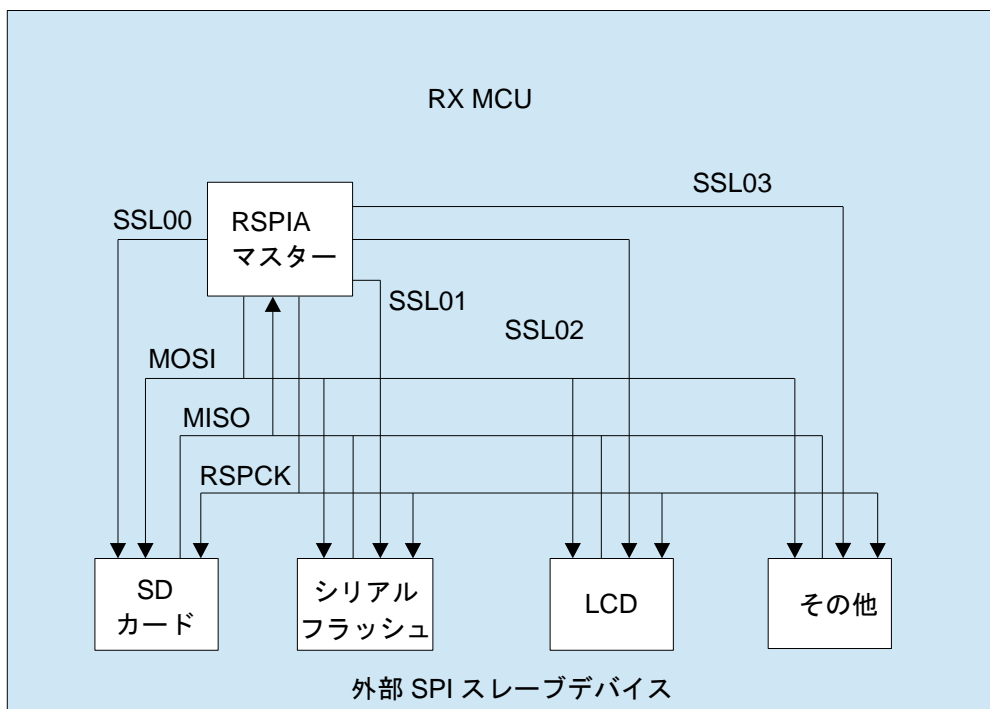 RX MCU
SSL03
SSL00
RSPIA
マスター
SSL01
SSL02
MOSI
MISO
RSPCK
SD
カード
シリアル
フラッシュ
LCD
その他
外部 SPI スレーブデバイス